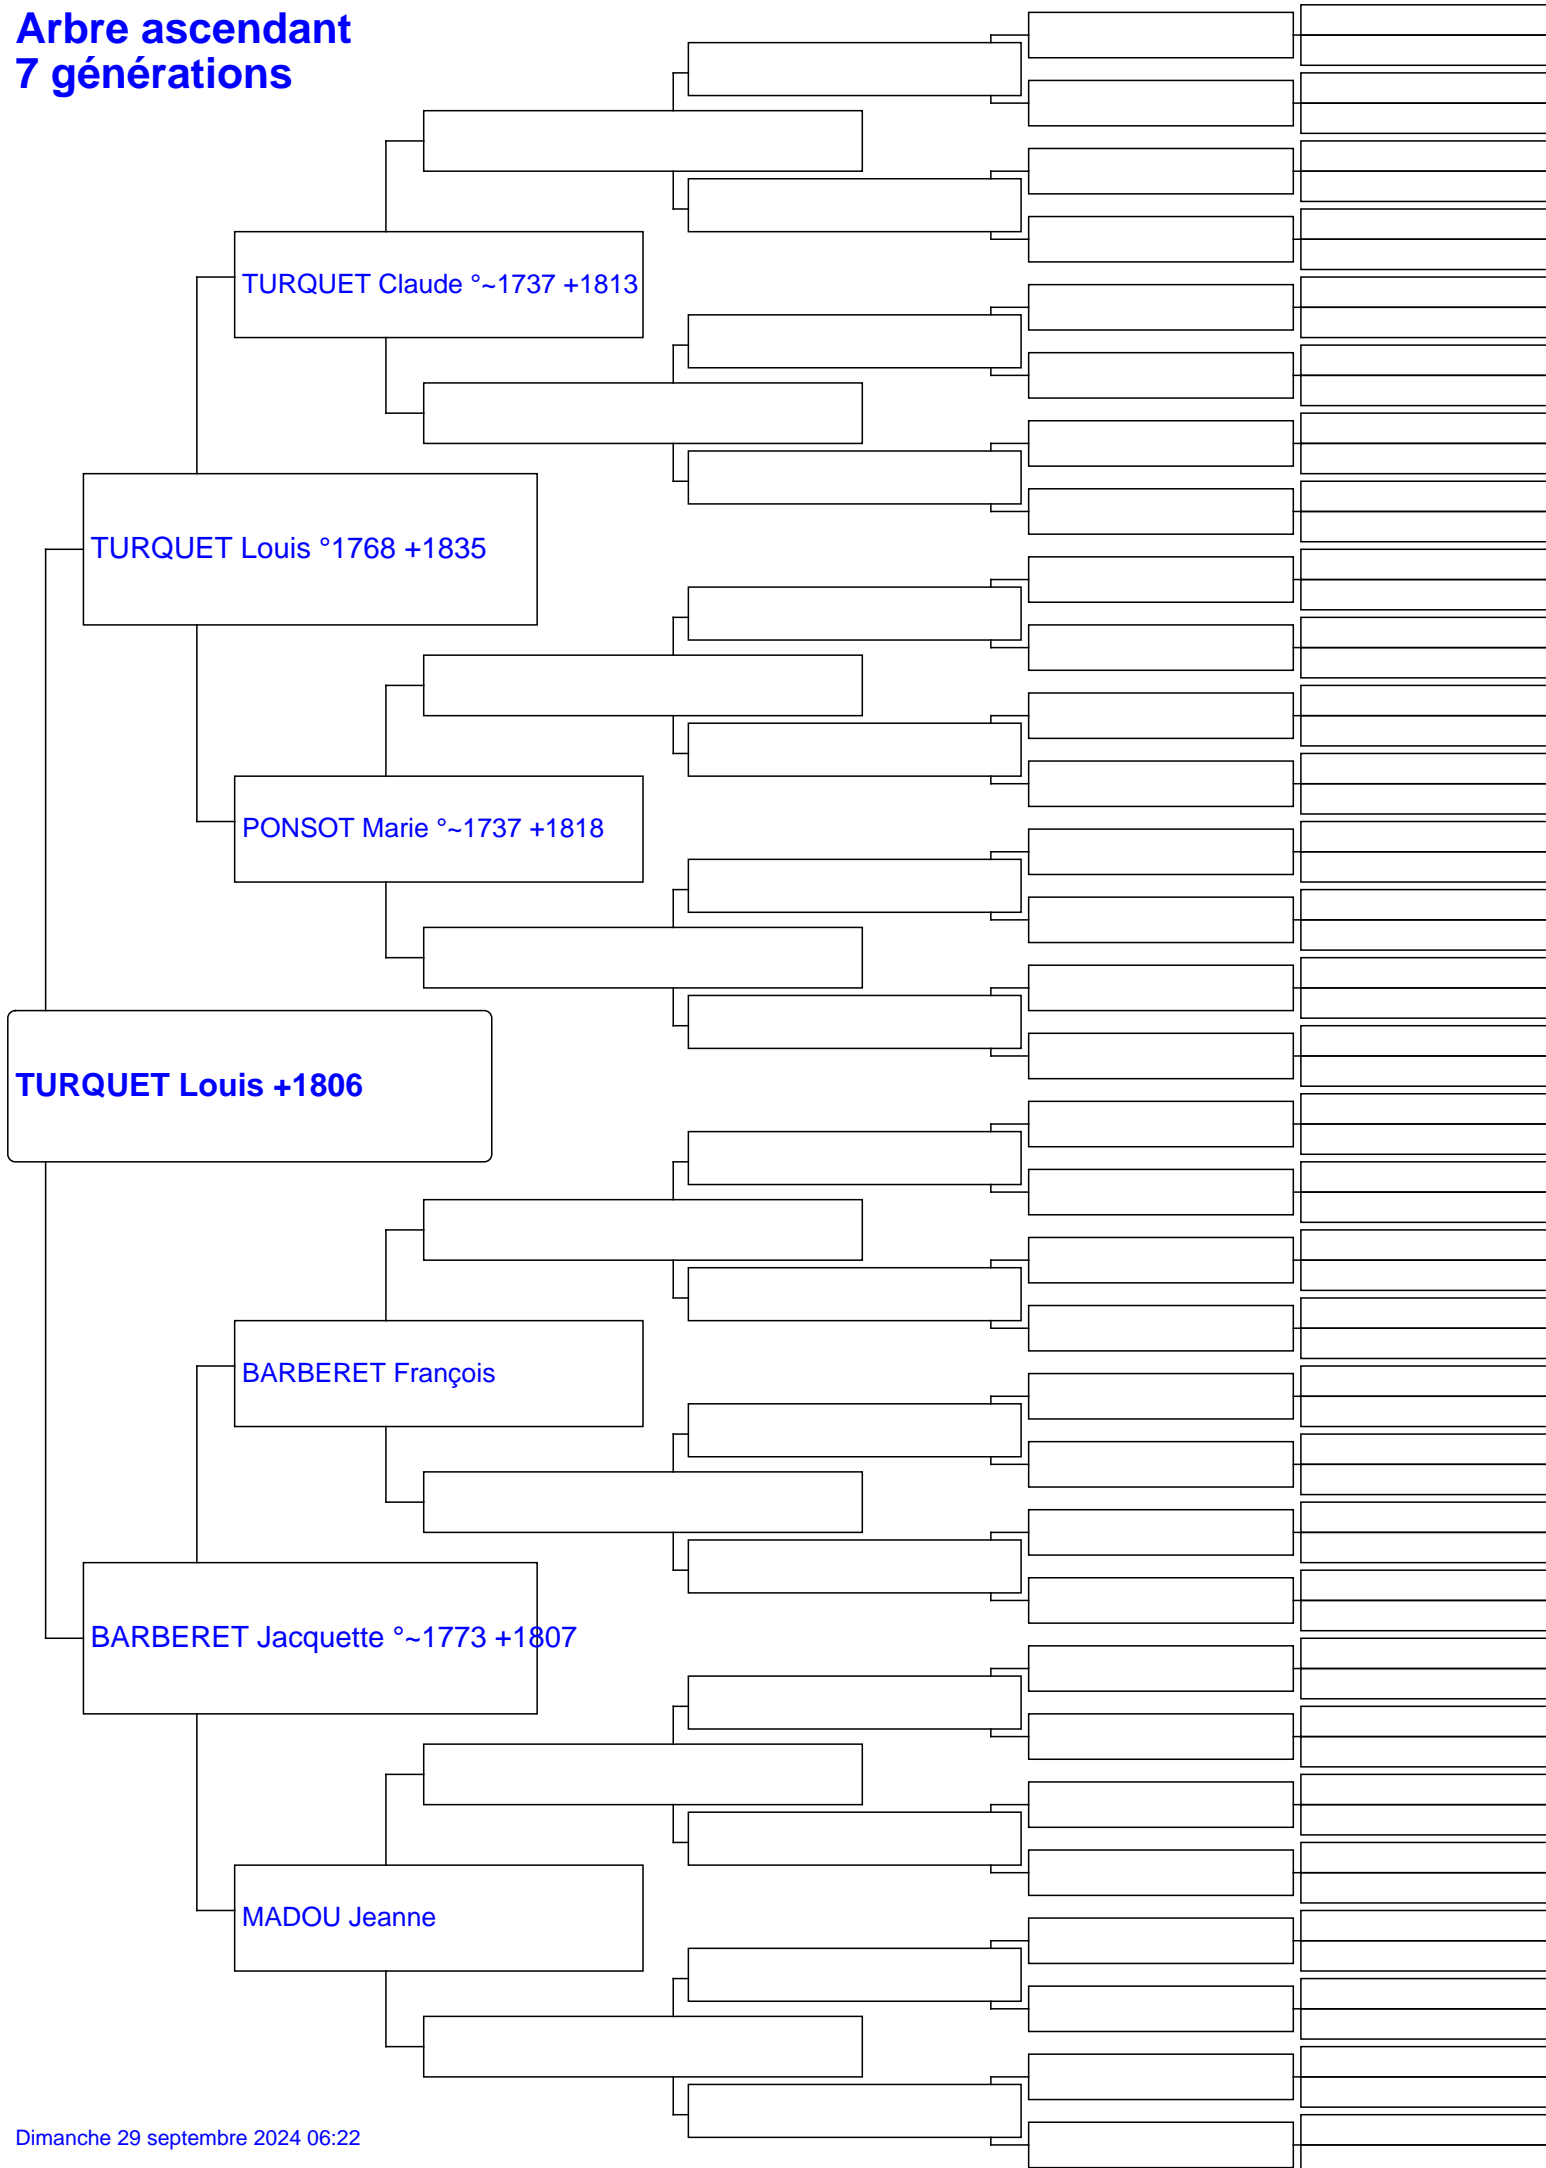 Arbre ascendant
7 générations
TURQUET Claude °~1737 +1813
TURQUET Louis °1768 +1835
PONSOT Marie °~1737 +1818
TURQUET Louis +1806
BARBERET François
BARBERET Jacquette °~1773 +1807
MADOU Jeanne
Dimanche 29 septembre 2024 06:22